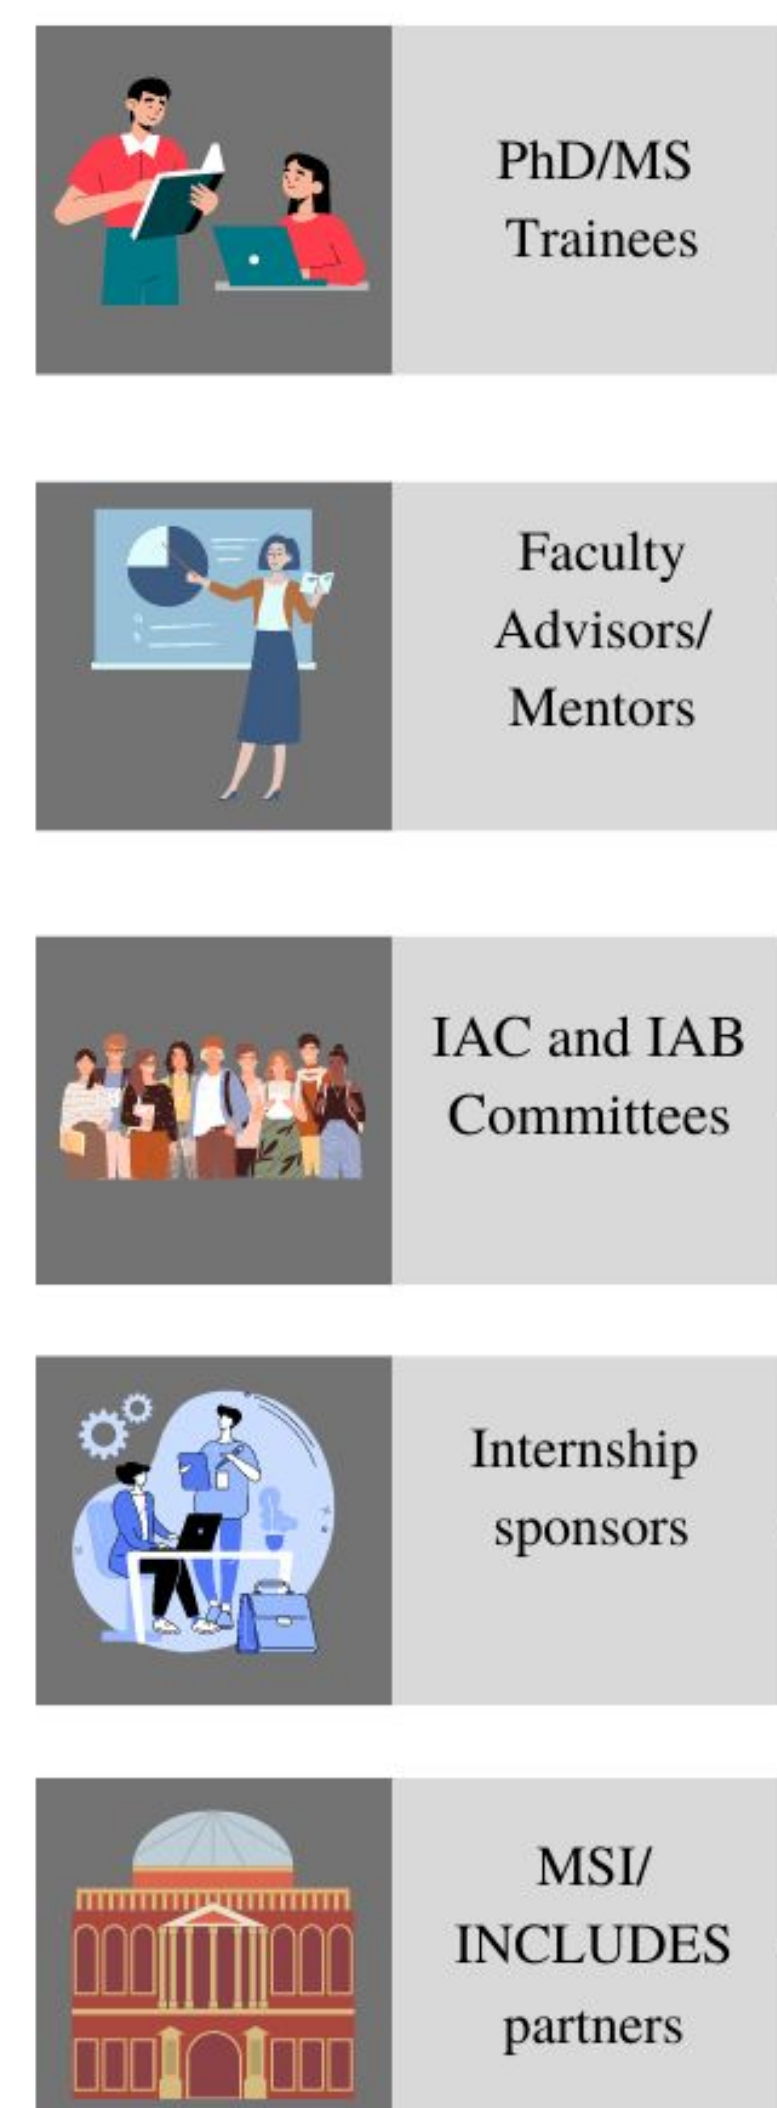 PhD/MS
Trainees
Faculty
Advisors/
Mentors
IAC and IAB
Committees
Internship
sponsors
MSI/
INCLUDES
partners